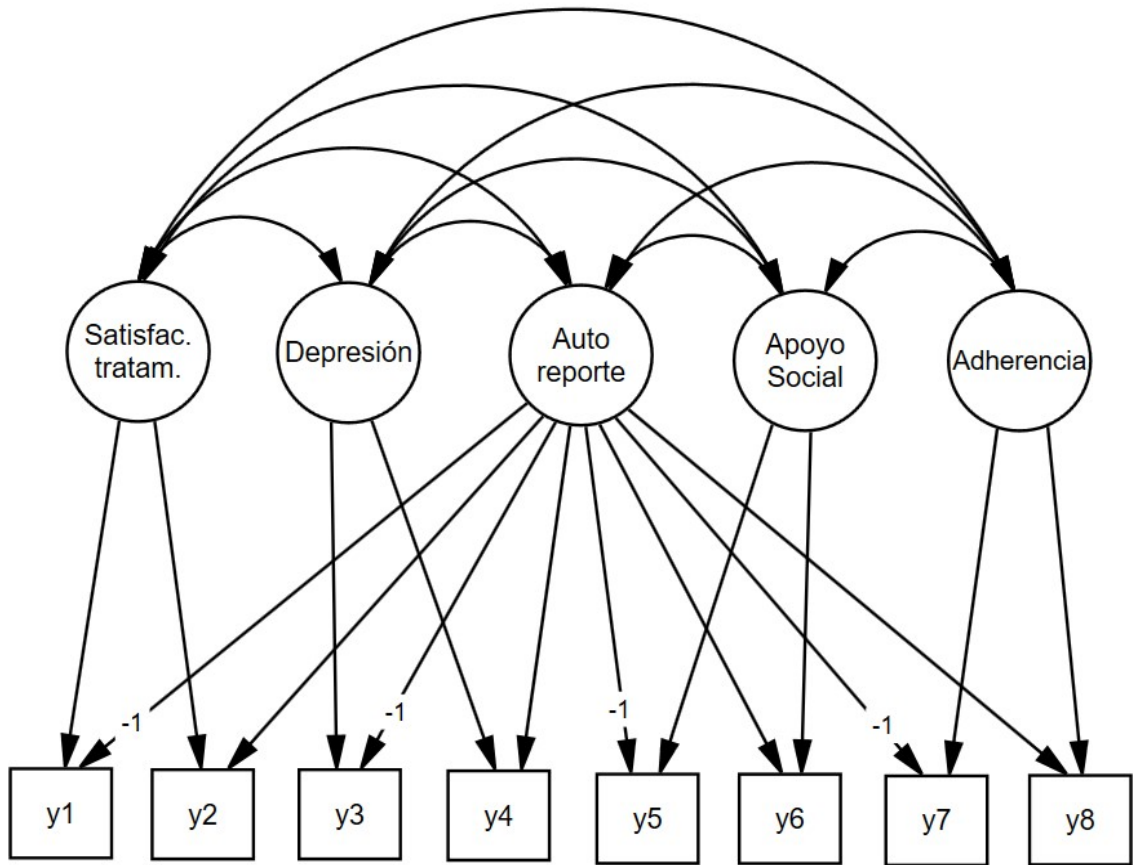 Satisfac.
tratam.
Depresión
Auto
reporte
Apoyo
Social
Adherencia
-1
-1
-1
-1
y1
y2
y3
y4
y5
y6
y7
y8